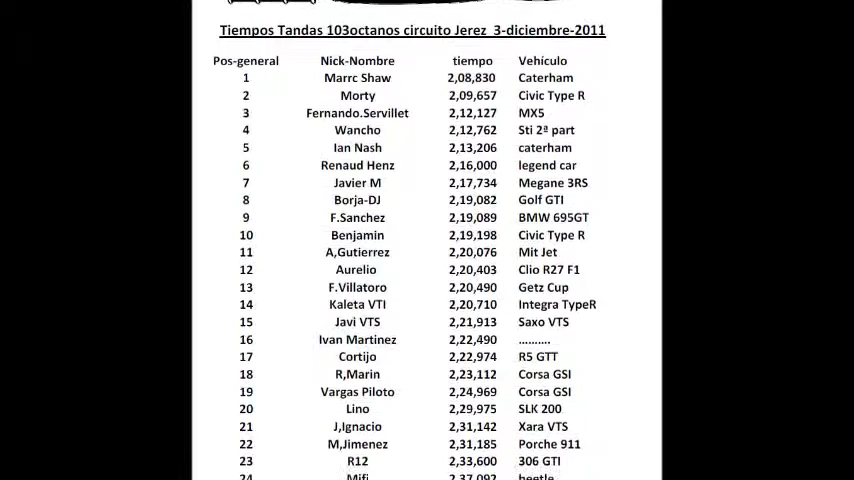 Tiempos Tandas 103octanos circuito Jerez 3-diciembre-2011
Pos-general Nick-Nombre tiempo Vehículo
1 Marrc Shaw 2,08,830 Caterham
2 Morty 2,09,657 Civic Type R
3 Fernando.Servillet 2,12,127 MX5
4 Wancho 2,12,762 Sti 2ª part
5 Ian Nash 2,13,206 caterham
6 Renaud Henz 2,16,000 legend car
7 Javier M 2,17,734 Megane 3RS
8 Borja-DJ 2,19,082 Golf GTI
9 F.Sanchez 2,19,089 BMW 695GT
10 Benjamin 2,19,198 Civic Type R
11 A,Gutierrez 2,20,076 Mit Jet
12 Aurelio 2,20,403 Clio R27 F1
13 F.Villatoro 2,20,490 Getz Cup
14 Kaleta VTI 2,20,710 Integra TypeR
15 Javi VTS 2,21,913 Saxo VTS
16 Ivan Martinez 2,22,490 ..........
17 Cortijo 2,22,974 R5 GTT
18 R,Marin 2,23,112 Corsa GSI
19 Vargas Piloto 2,24,969 Corsa GSI
20 Lino 2,29,975 SLK 200
21 J,Ignacio 2,31,142 Xara VTS
22 M,Jimenez 2,31,185 Porche 911
23 R12 2,33,600 306 GTI
24 Mifi 2,37,092 beetle